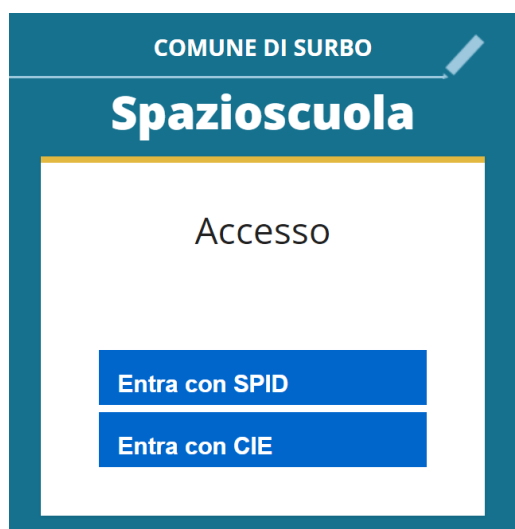 COMUNE DI SURBO
Spazioscuola
Accesso
Entra con SPID
Entra con CIE